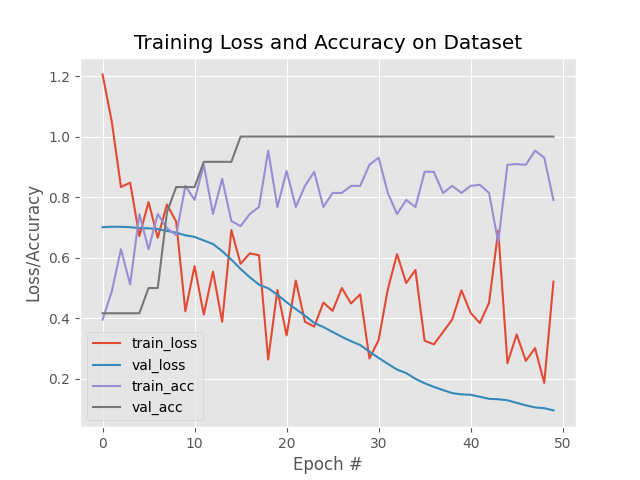 Training Loss and Accuracy on Dataset
Loss/Accuracy
1.2
1.0
0.8
0.6
0.4
0.2
train_loss
val_loss
train_acc
val_acc
0 10 20 30 40 50
Epoch #